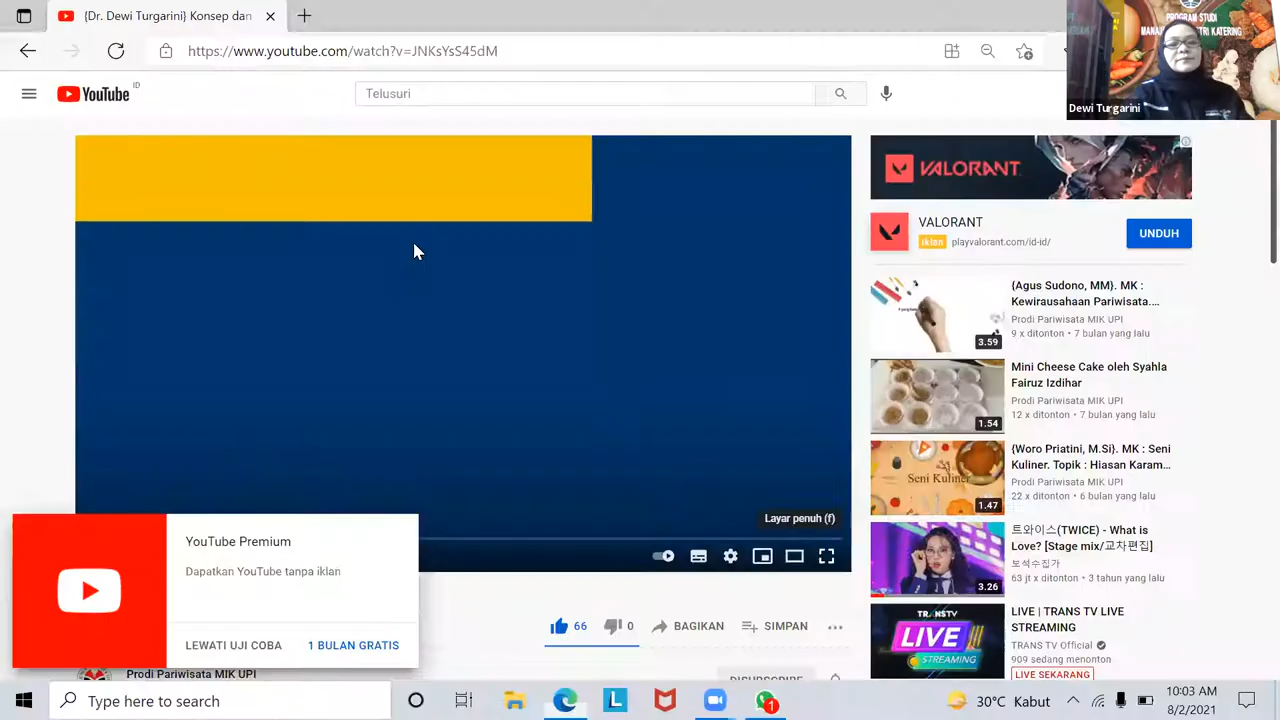 {Dr. Dewi Turgarini} Konsep dan
https://www.youtube.com/watch?v=JNKsYsS45dM
PROGRAM STUDI
Dewi Turgarini
YouTube ID
Telusuri
VALORANT
VALORANT
Iklan playvalorant.com/id-id/
UNDUH
{Agus Sudono, MM}. MK :
Kewirausahaan Pariwisata....
Prodi Pariwisata MIK UPI
9 x ditonton • 7 bulan yang lalu
3.59
Mini Cheese Cake oleh Syahla
Fairuz Izdihar
Prodi Pariwisata MIK UPI
12 x ditonton • 7 bulan yang lalu
1.54
{Woro Priatini, M.Si}. MK : Seni
Kuliner. Topik : Hiasan Karam...
Prodi Pariwisata MIK UPI
22 x ditonton • 6 bulan yang lalu
Seni Kuliner
1.47
트와이스(TWICE) - What is
Love? [Stage mix/교차편집]
보석수집가
63 jt x ditonton • 3 tahun yang lalu
3.26
LIVE | TRANS TV LIVE
STREAMING
TRANS TV Official
909 sedang menonton
LIVE SEKARANG
TRANSTV
LIVE
STREAMING
Layar penuh (f)
YouTube Premium
Dapatkan YouTube tanpa iklan
LEWATI UJI COBA
1 BULAN GRATIS
66
0
BAGIKAN
SIMPAN
Prodi Pariwisata MIK UPI
DISUBSCRIBE
Type here to search
L
1
30°C Kabut
10:03 AM
8/2/2021